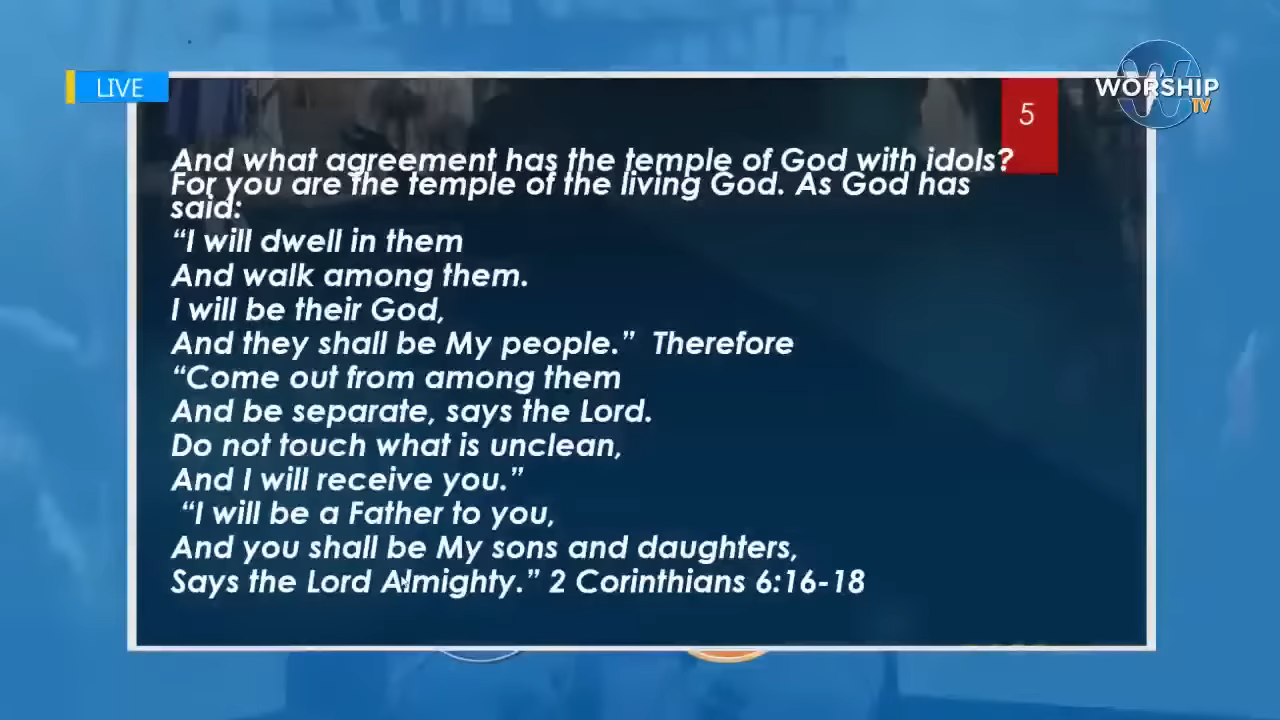 LIVE
WORSHIP
TV
5
And what agreement has the temple of God with idols?
For you are the temple of the living God. As God has
said:
“I will dwell in them
And walk among them.
I will be their God,
And they shall be My people.”  Therefore
“Come out from among them
And be separate, says the Lord.
Do not touch what is unclean,
And I will receive you.”
“I will be a Father to you,
And you shall be My sons and daughters,
Says the Lord Almighty.” 2 Corinthians 6:16-18